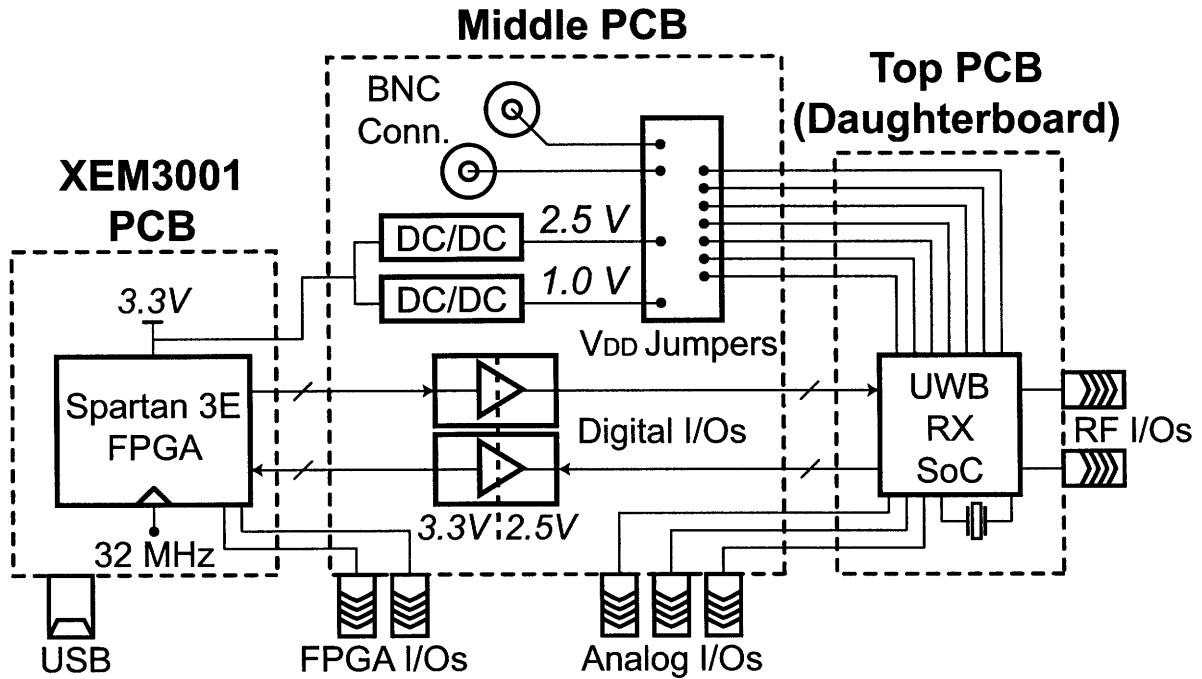 Middle PCB
Top PCB
(Daughterboard)
BNC
Conn.
XEM3001
PCB
2.5 V
DC/DC
1.0 V
DC/DC
3.3V
VDD Jumpers
Spartan 3E
FPGA
UWB
RX
SoC
Digital I/Os
RF I/Os
3.3V
2.5V
32 MHz
USB
FPGA I/Os
Analog I/Os